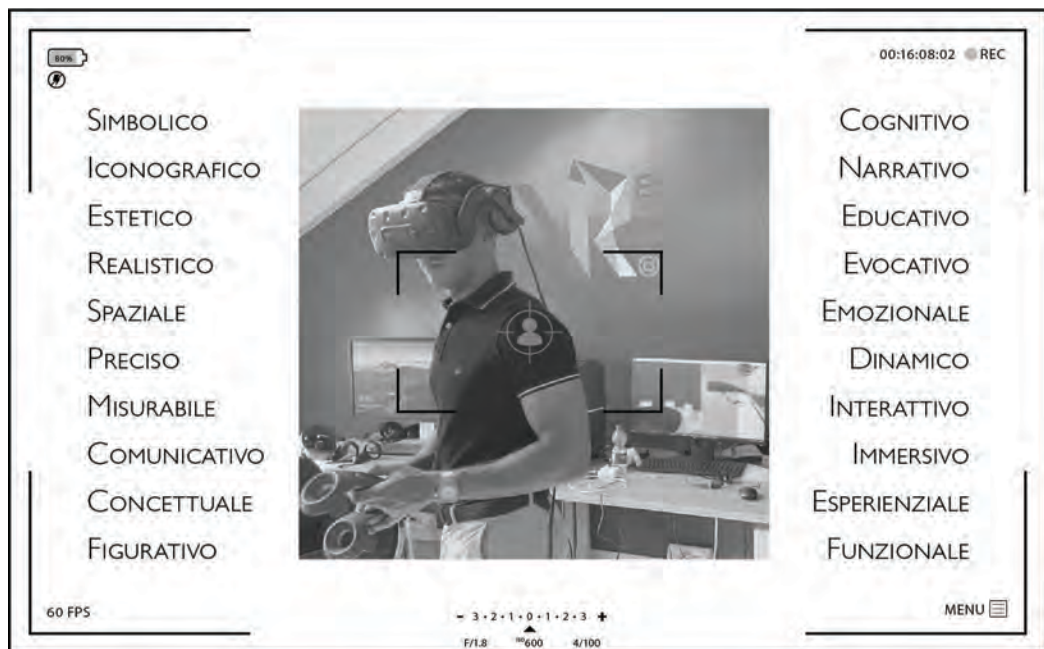 80%
00:16:08:02 REC
SIMBOLICO
ICONOGRAFICO
ESTETICO
REALISTICO
SPAZIALE
PRECISO
MISURABILE
COMUNICATIVO
CONCETTUALE
FIGURATIVO
COGNITIVO
NARRATIVO
EDUCATIVO
EVOCATIVO
EMOZIONALE
DINAMICO
INTERATTIVO
IMMERSIVO
ESPERIENZIALE
FUNZIONALE
60 FPS
- 3 • 2 • 1 • 0 • 1 • 2 • 3 +
F/1.8 ISO600 4/100
MENU